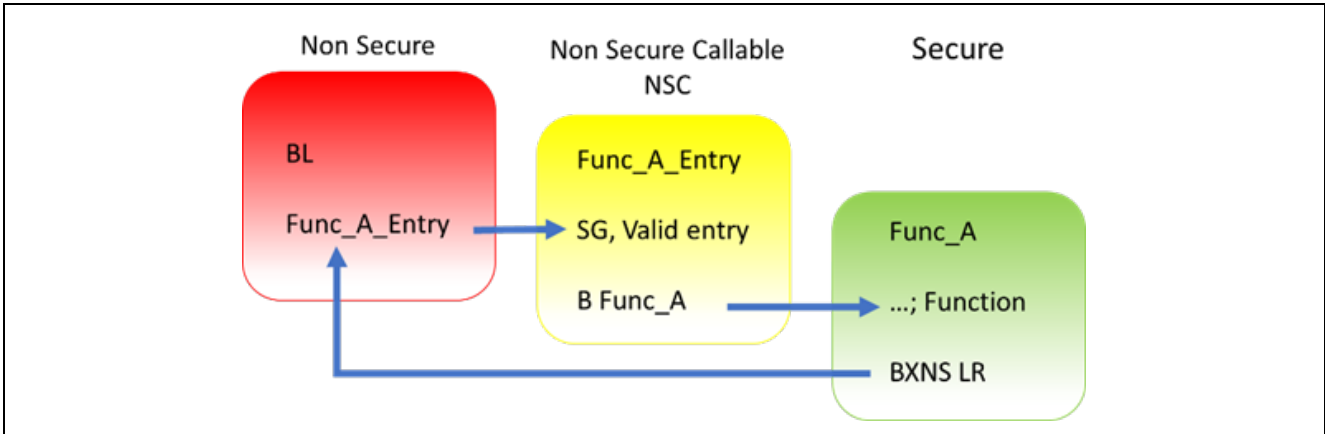 Non Secure
BL
Func_A_Entry
Non Secure Callable
NSC
Func_A_Entry
SG, Valid entry
B Func_A
Secure
Func_A
...; Function
BXNS LR